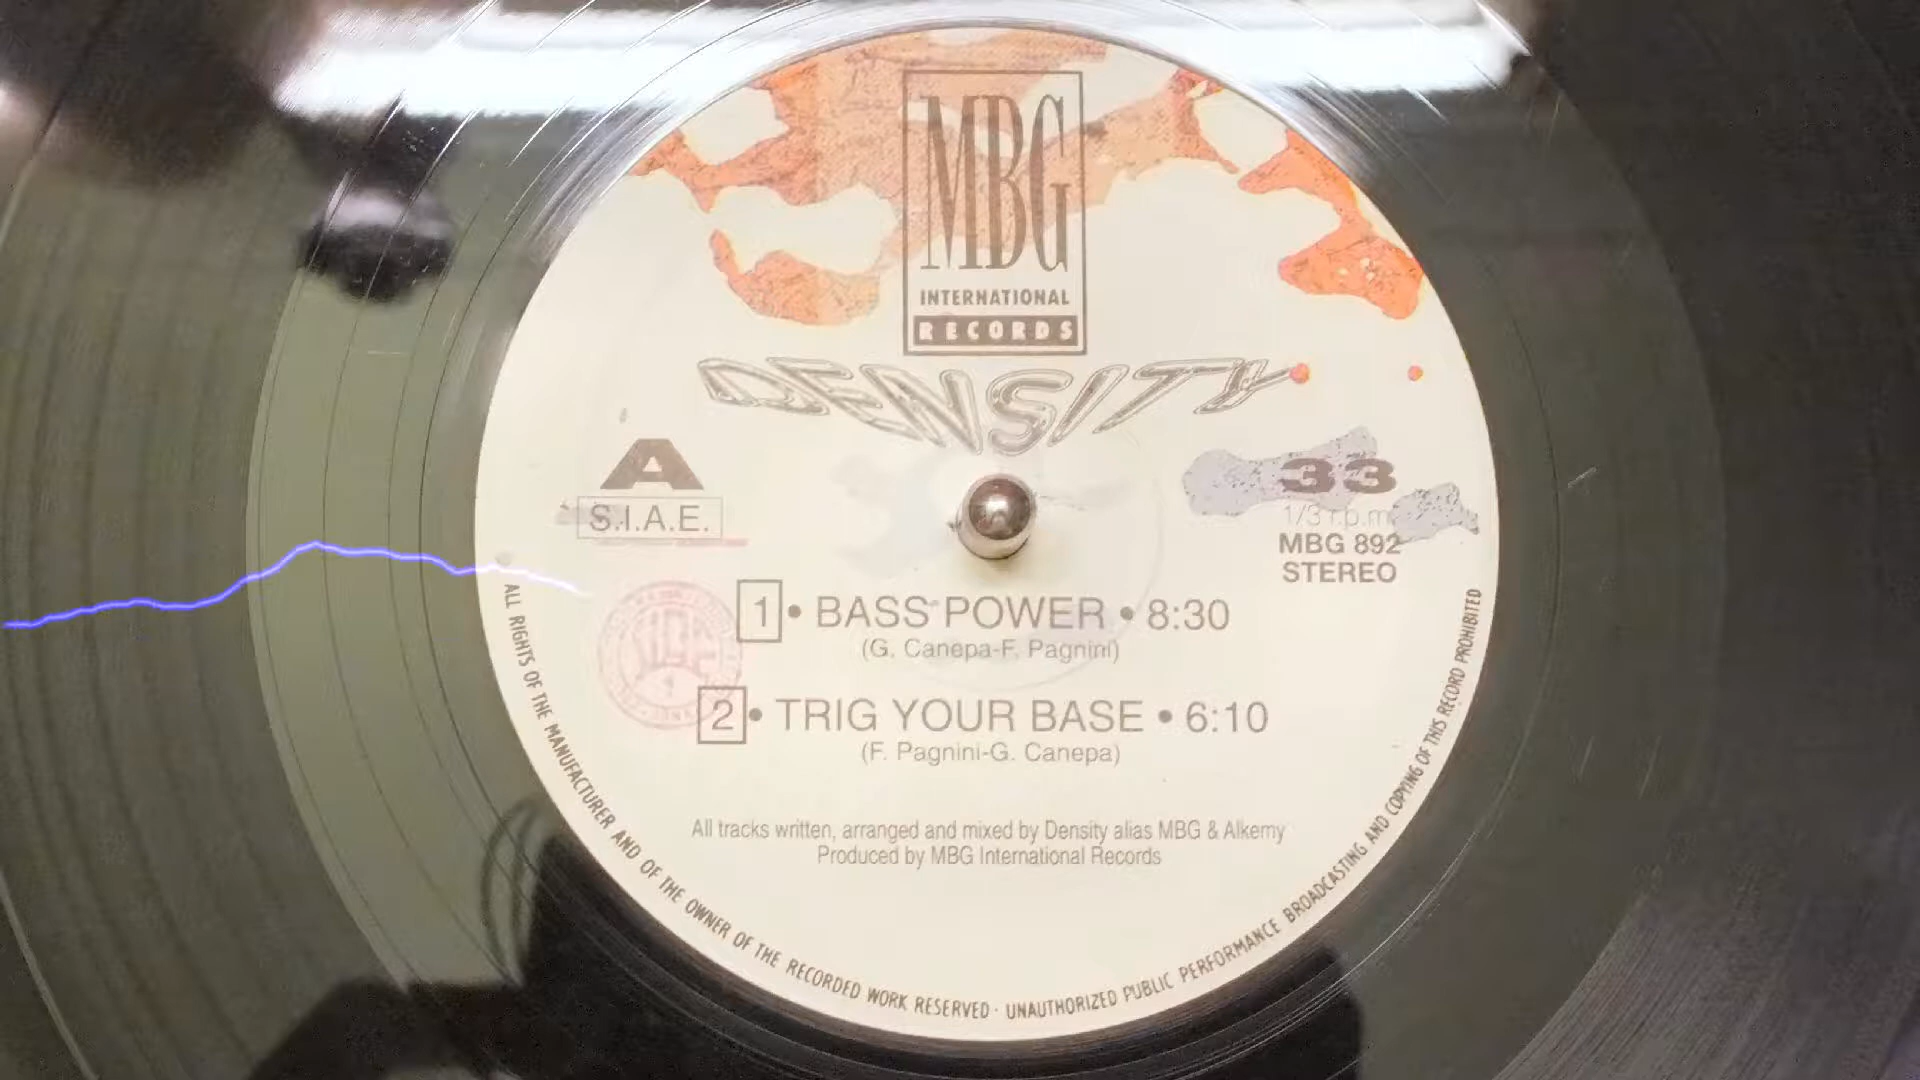 MBG
INTERNATIONAL
RECORDS
DENSITY
A
S.I.A.E.
33
1/3 r.p.m.
MBG 892
STEREO
1 • BASS POWER • 8:30
(G. Canepa-F. Pagnini)
2 • TRIG YOUR BASE • 6:10
(F. Pagnini-G. Canepa)
All tracks written, arranged and mixed by Density alias MBG & Alkemy
Produced by MBG International Records
ALL RIGHTS OF THE MANUFACTURER AND OF THE OWNER OF THE RECORDED WORK RESERVED · UNAUTHORIZED PUBLIC PERFORMANCE BROADCASTING AND COPYING OF THIS RECORD PROHIBITED